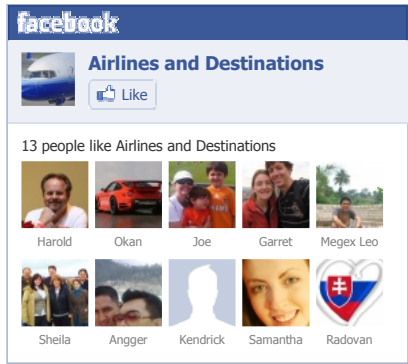 facebook
Airlines and Destinations
Like
13 people like Airlines and Destinations
Harold Okan Joe Garret Megex Leo
Sheila Angger Kendrick Samantha Radovan